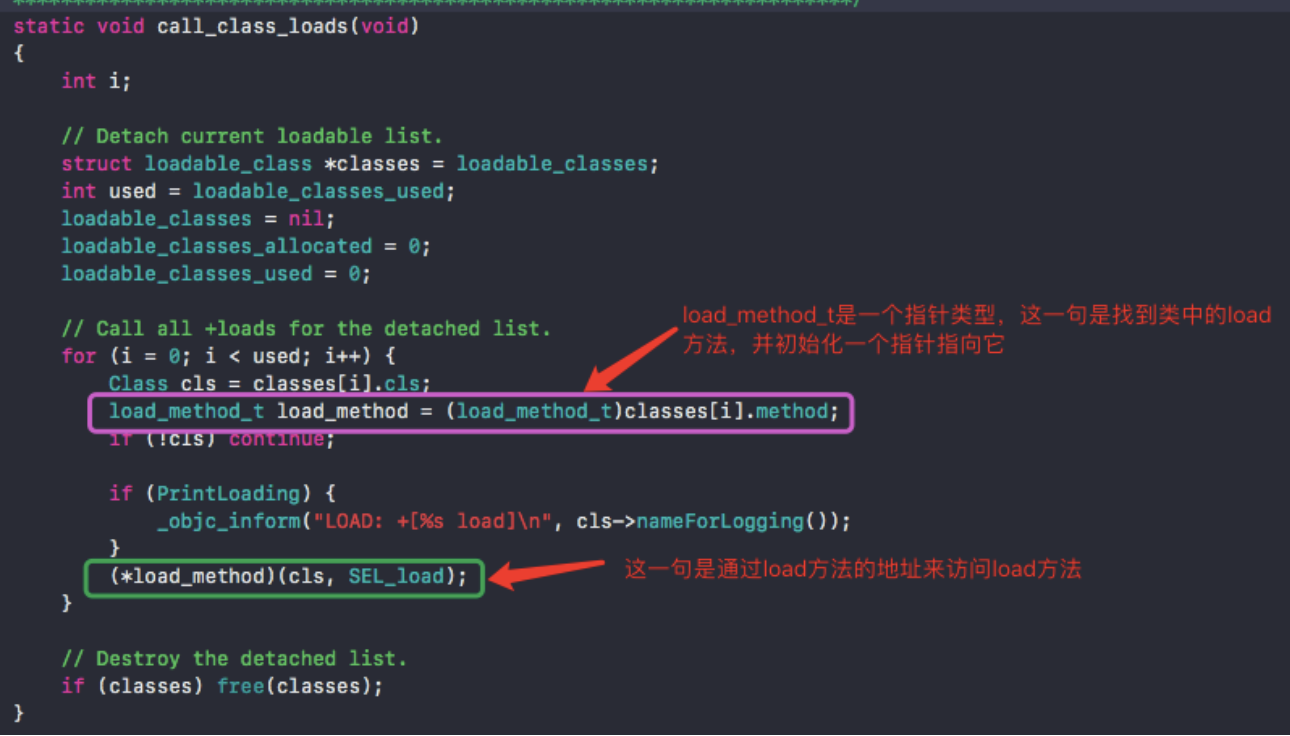 static void call_class_loads(void)
{
    int i;

    // Detach current loadable list.
    struct loadable_class *classes = loadable_classes;
    int used = loadable_classes_used;
    loadable_classes = nil;
    loadable_classes_allocated = 0;
    loadable_classes_used = 0;

    // Call all +loads for the detached list.
load_method_t是一个指针类型，这一句是找到类中的load
方法，并初始化一个指针指向它
    for (i = 0; i < used; i++) {
        Class cls = classes[i].cls;
        load_method_t load_method = (load_method_t)classes[i].method;
        if (!cls) continue;

        if (PrintLoading) {
            _objc_inform("LOAD: +[%s load]\n", cls->nameForLogging());
        }
        (*load_method)(cls, SEL_load);
这一句是通过load方法的地址来访问load方法
    }

    // Destroy the detached list.
    if (classes) free(classes);
}